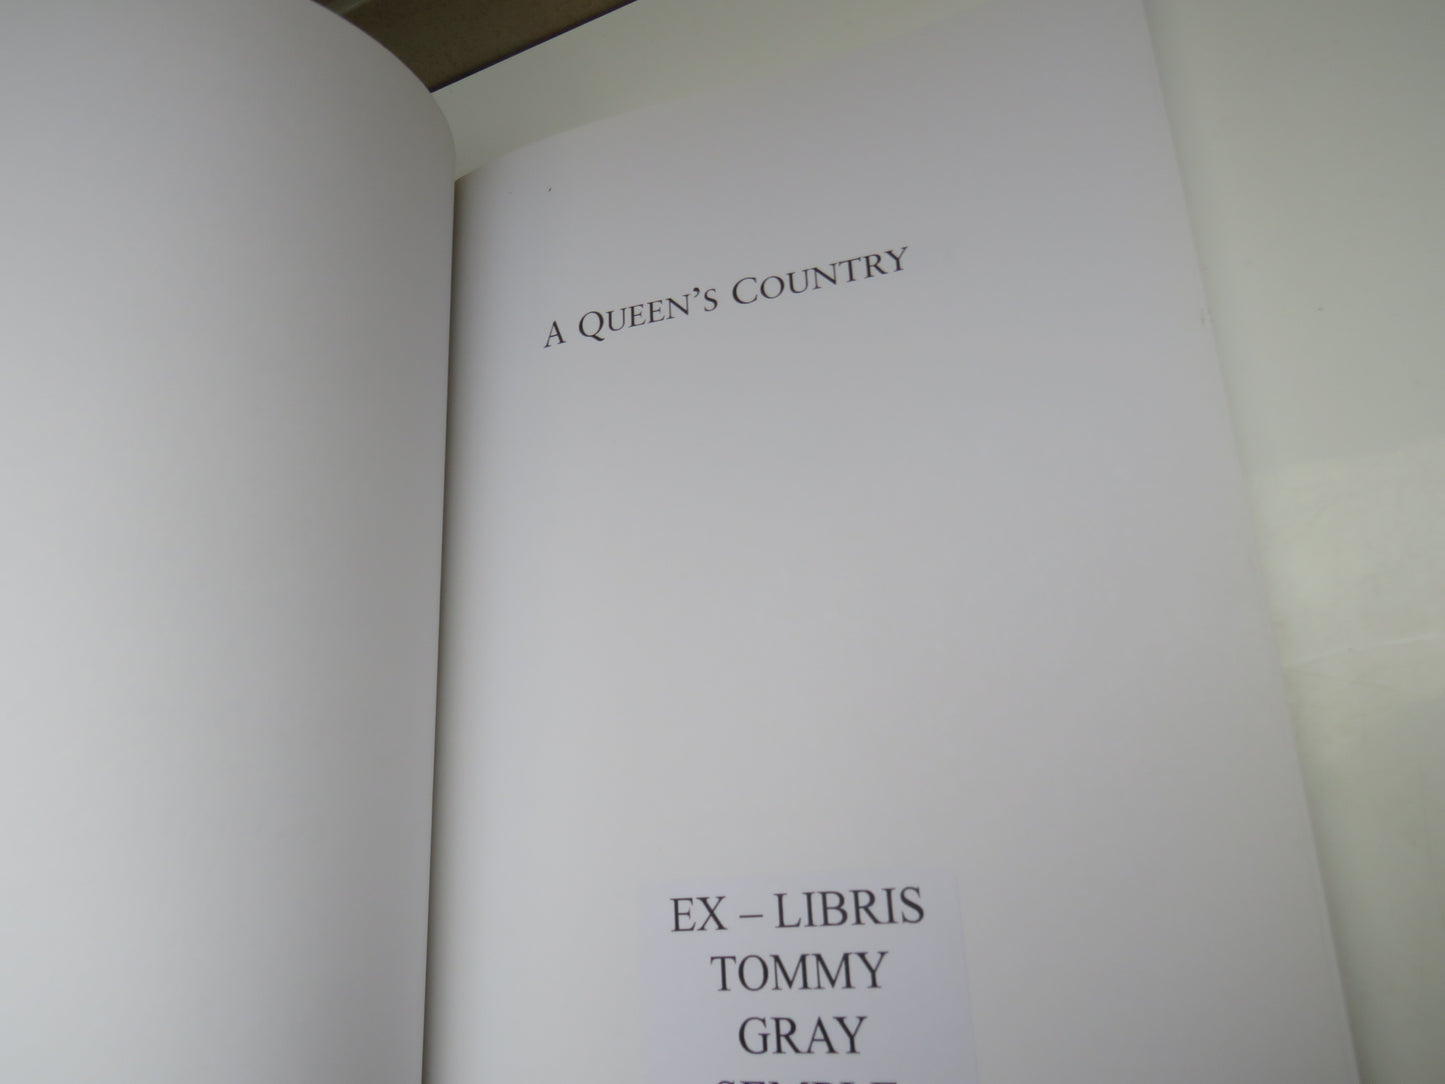 A QUEEN'S COUNTRY
EX – LIBRIS
TOMMY
GRAY